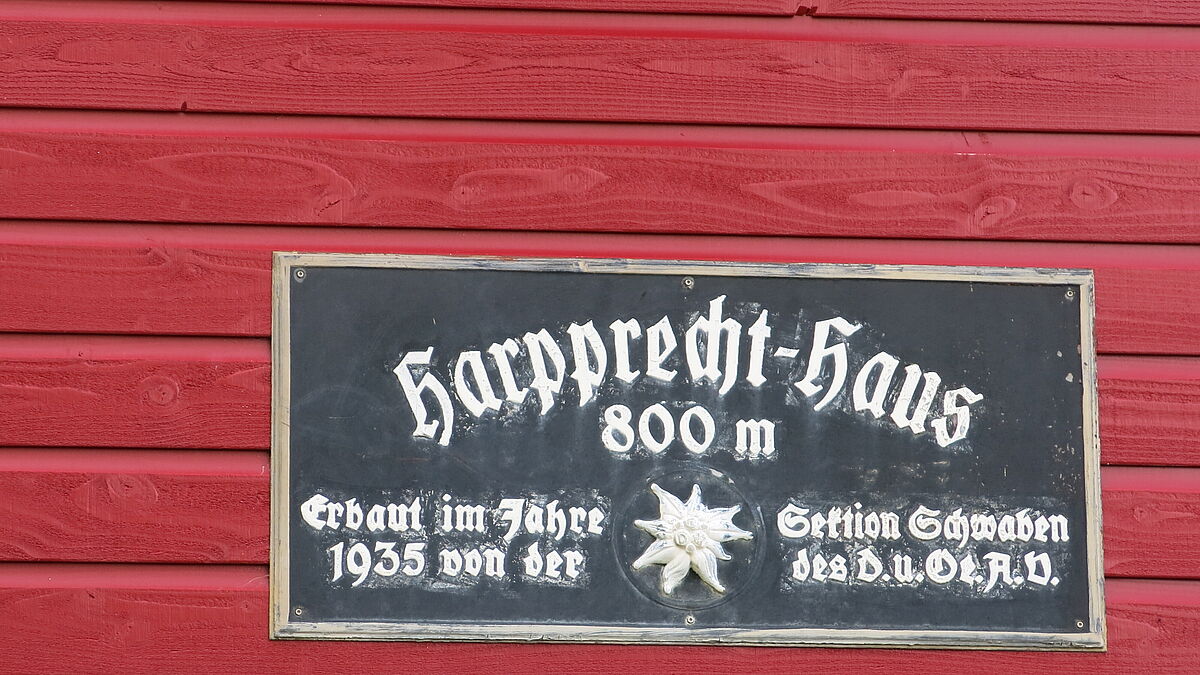 Harpprecht-Haus
800 m
Erbaut im Jahre
1935 von der
Sektion Schwaben
des D.u.Oe.A.V.